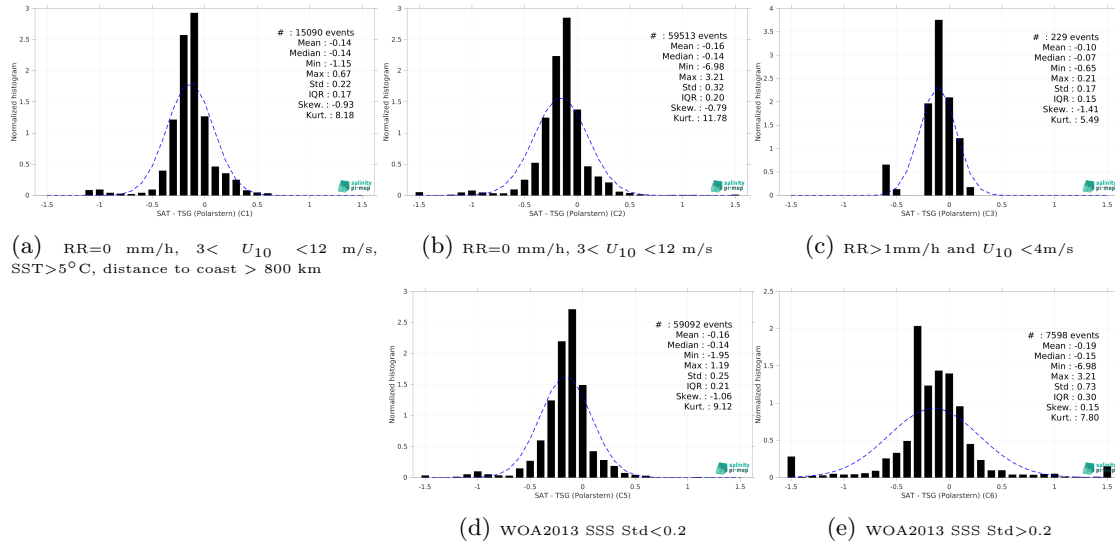 3
2.5
2
1.5
1
0.5
0
Normalized histogram
# : 15090 events
Mean : -0.14
Median : -0.14
Min : -1.15
Max : 0.67
Std : 0.22
IQR : 0.17
Skew. : -0.93
Kurt. : 8.18
salinity
pi-mep
-1.5 -1 -0.5 0 0.5 1 1.5
SAT - TSG (Polarstern) (C1)
(a) RR=0 mm/h, 3< U10 <12 m/s,
SST>5°C, distance to coast > 800 km
3
2.5
2
1.5
1
0.5
0
Normalized histogram
# : 59513 events
Mean : -0.16
Median : -0.14
Min : -6.98
Max : 3.21
Std : 0.32
IQR : 0.20
Skew. : -0.79
Kurt. : 11.78
salinity
pi-mep
-1.5 -1 -0.5 0 0.5 1 1.5
SAT - TSG (Polarstern) (C2)
(b) RR=0 mm/h, 3< U10 <12 m/s
4
3.5
3
2.5
2
1.5
1
0.5
0
Normalized histogram
# : 229 events
Mean : -0.10
Median : -0.07
Min : -0.65
Max : 0.21
Std : 0.17
IQR : 0.15
Skew. : -1.41
Kurt. : 5.49
salinity
pi-mep
-1.5 -1 -0.5 0 0.5 1 1.5
SAT - TSG (Polarstern) (C3)
(c) RR>1mm/h and U10 <4m/s
3
2.5
2
1.5
1
0.5
0
Normalized histogram
# : 59092 events
Mean : -0.16
Median : -0.14
Min : -1.95
Max : 1.19
Std : 0.25
IQR : 0.21
Skew. : -1.06
Kurt. : 9.12
salinity
pi-mep
-1.5 -1 -0.5 0 0.5 1 1.5
SAT - TSG (Polarstern) (C5)
(d) WOA2013 SSS Std<0.2
2.5
2
1.5
1
0.5
0
Normalized histogram
# : 7598 events
Mean : -0.19
Median : -0.15
Min : -6.98
Max : 3.21
Std : 0.73
IQR : 0.30
Skew. : 0.15
Kurt. : 7.80
salinity
pi-mep
-1.5 -1 -0.5 0 0.5 1 1.5
SAT - TSG (Polarstern) (C6)
(e) WOA2013 SSS Std>0.2